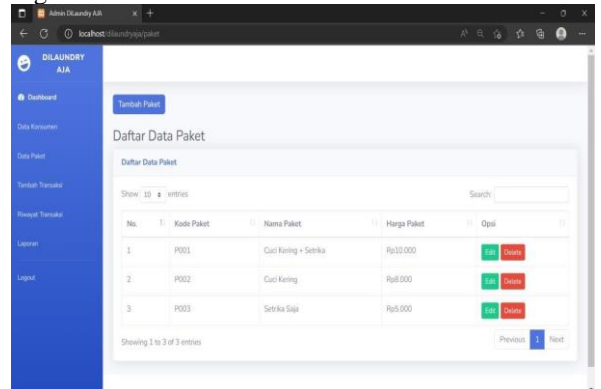 Admin DiLaundry AJA
localhost/dilaundryaja/paket
DILAUNDRY
AJA
Dashboard
Data Konsumen
Data Paket
Tambah Transaksi
Riwayat Transaksi
Laporan
Logout
Tambah Paket
Daftar Data Paket
Daftar Data Paket
Show 10 entries
Search:
No. Kode Paket Nama Paket Harga Paket Opsi
1 P001 Cuci Kering + Setrika Rp10.000 Edit Delete
2 P002 Cuci Kering Rp8.000 Edit Delete
3 P003 Setrika Saja Rp5.000 Edit Delete
Showing 1 to 3 of 3 entries
Previous 1 Next